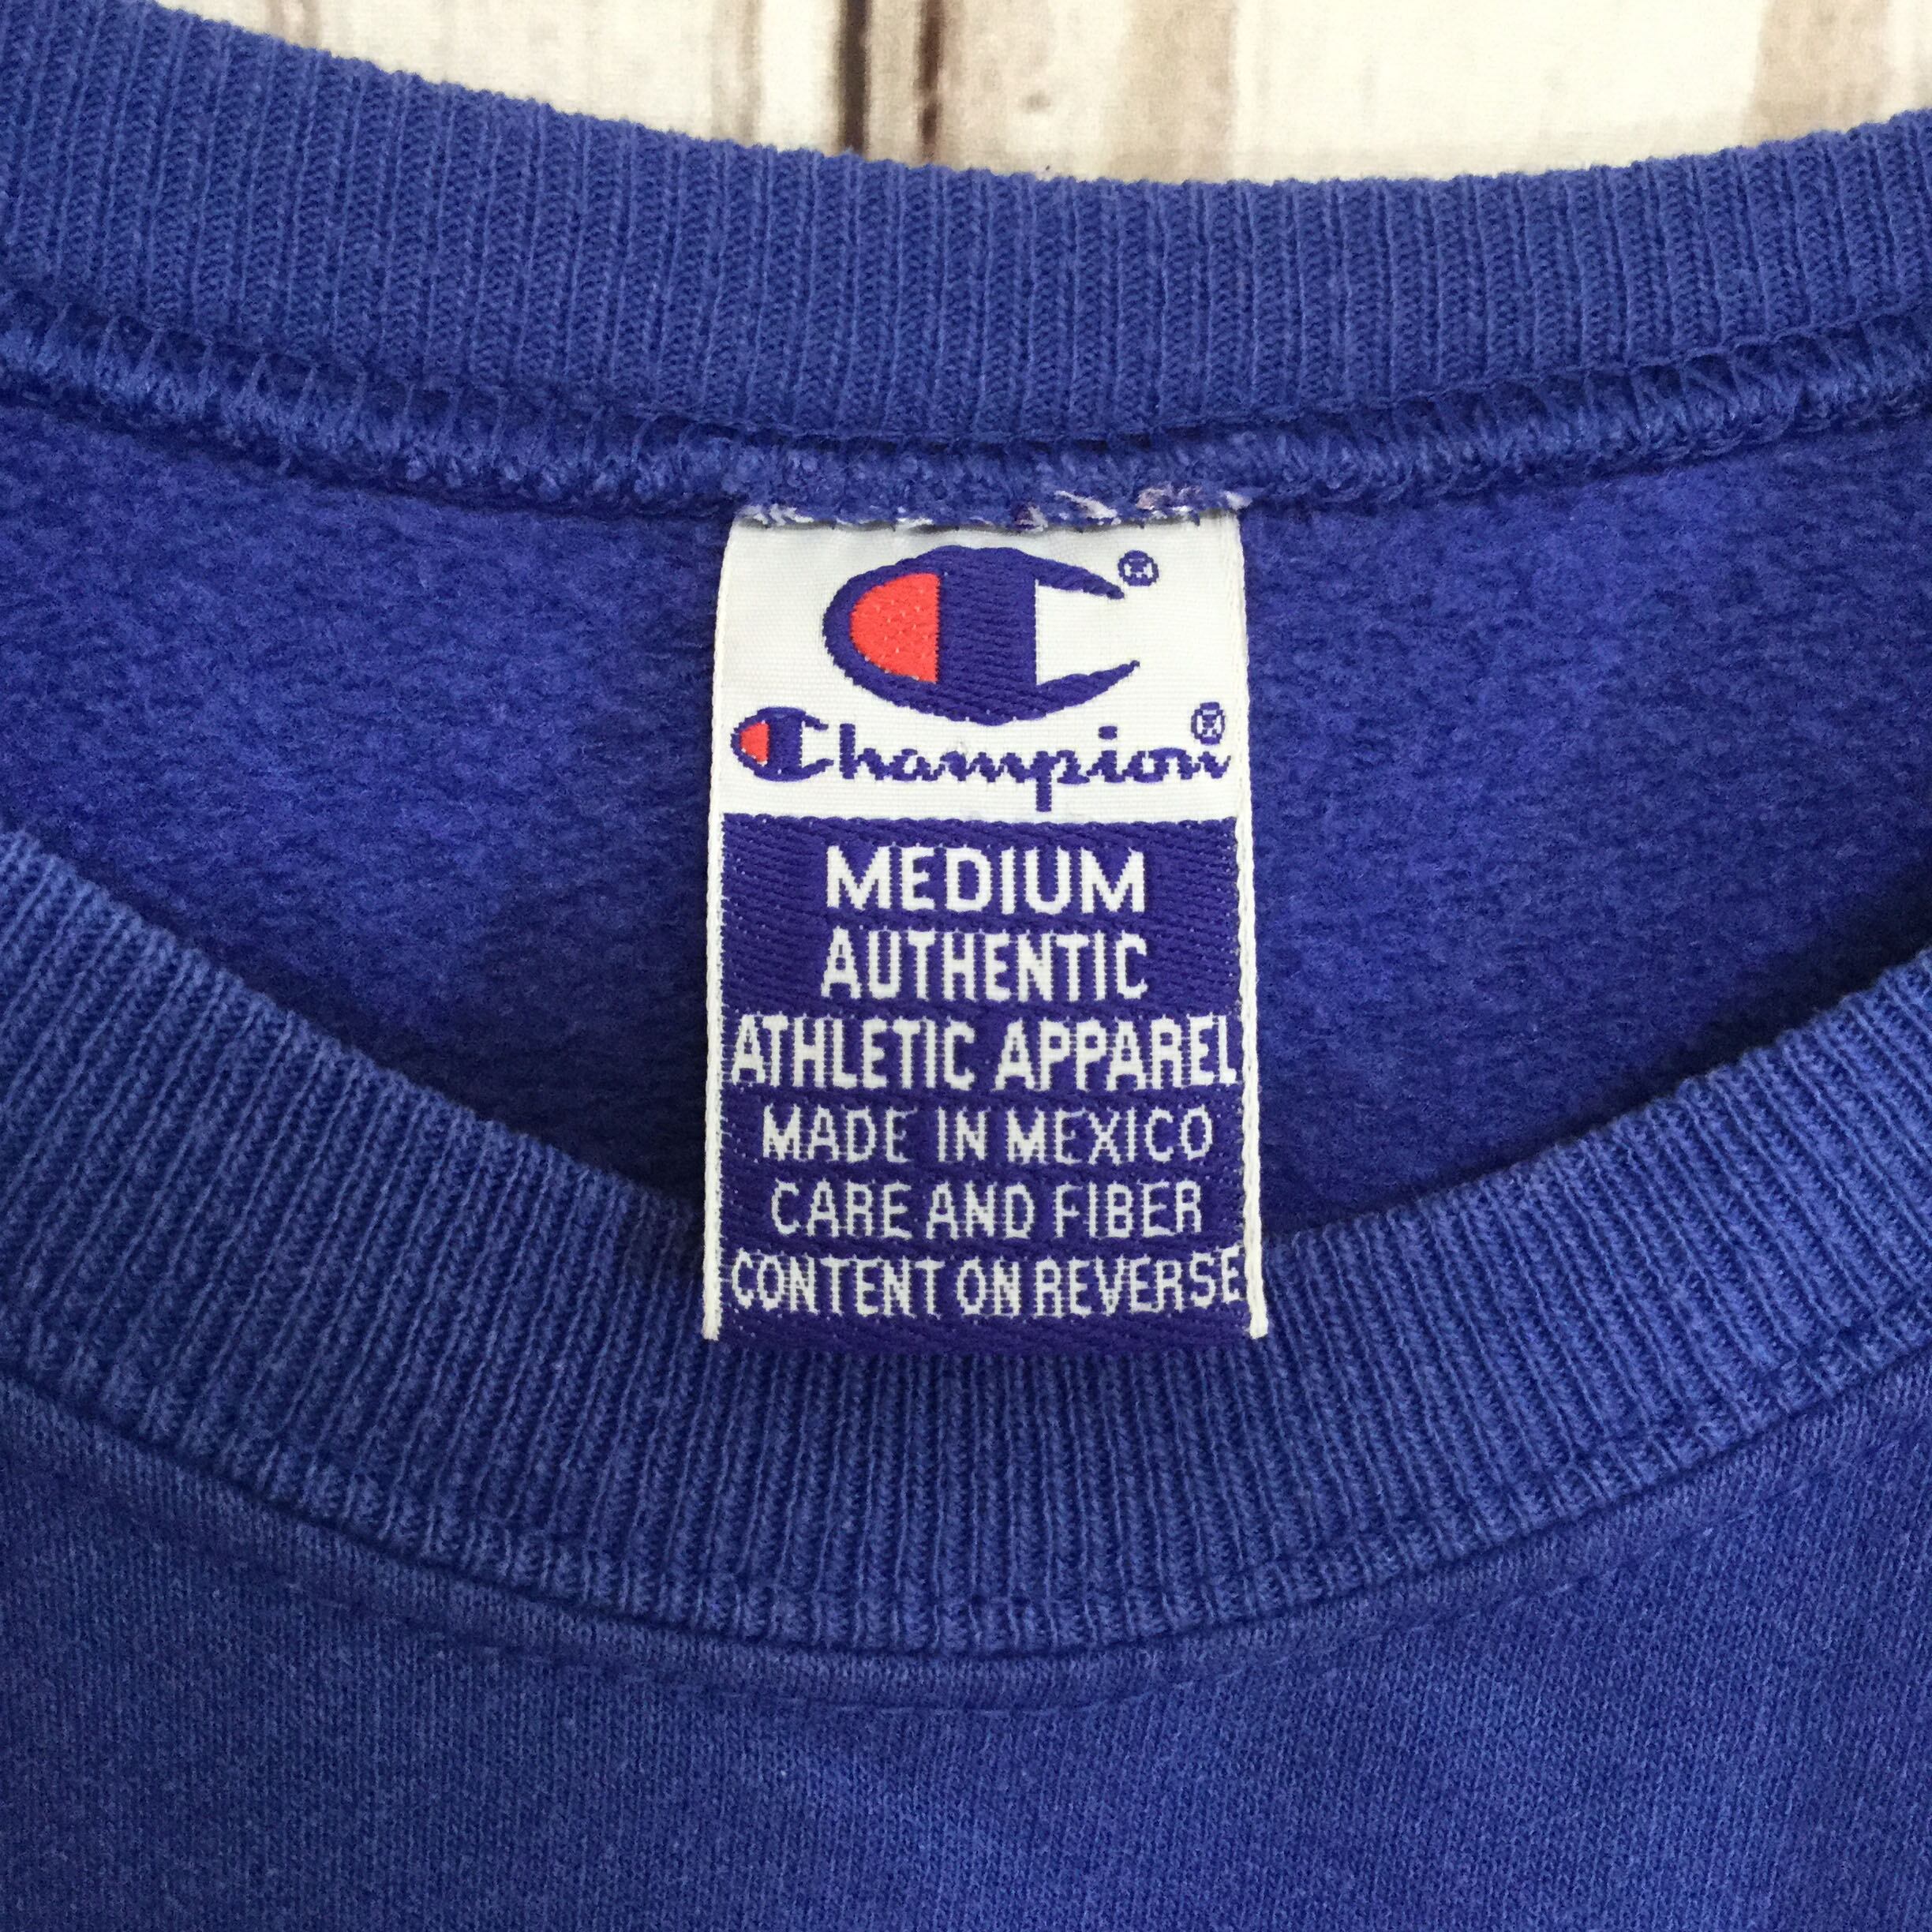 C®
Champion®
MEDIUM
AUTHENTIC
ATHLETIC APPAREL
MADE IN MEXICO
CARE AND FIBER
CONTENT ON REVERSE